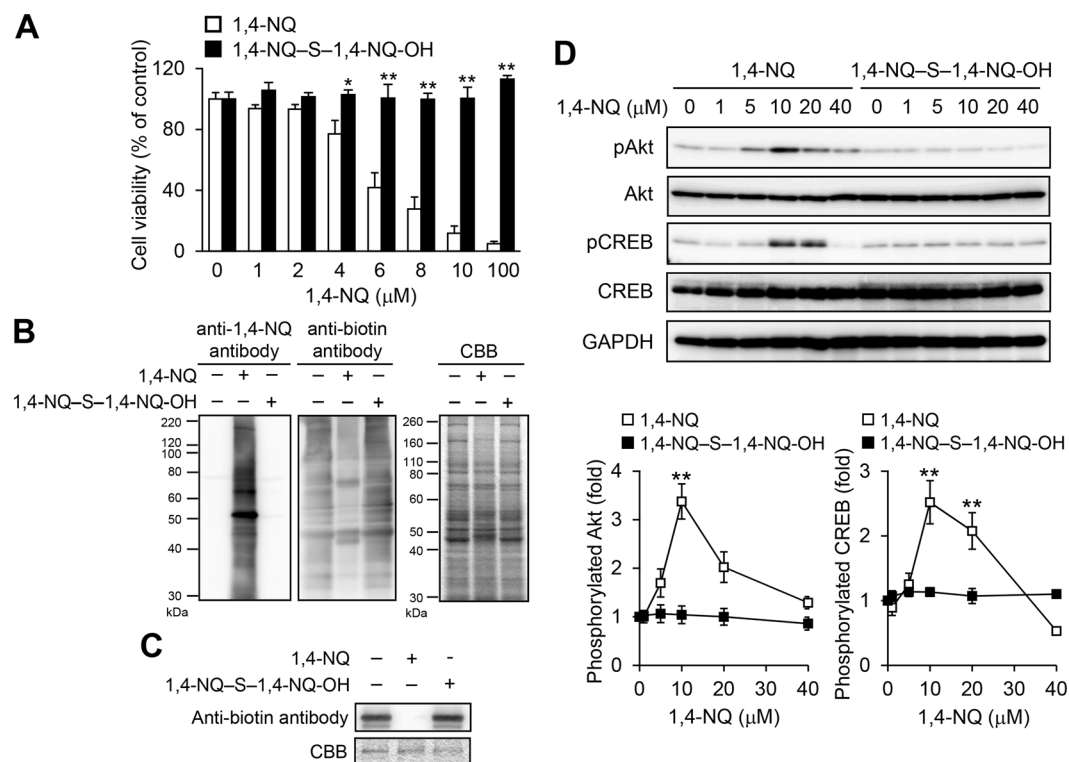 A
1,4-NQ
1,4-NQ–S–1,4-NQ-OH
Cell viability (% of control)
120
80
40
0
* ** ** ** **
0 1 2 4 6 8 10 100
1,4-NQ (μM)
B
anti-1,4-NQ antibody
anti-biotin antibody
CBB
1,4-NQ – + – – + – – + –
1,4-NQ–S–1,4-NQ-OH – – + – – + – – +
220
120
100
80
60
50
40
30
kDa
260
160
110
80
60
50
40
30
kDa
C
1,4-NQ – + -
1,4-NQ–S–1,4-NQ-OH – – +
Anti-biotin antibody
CBB
D
1,4-NQ 1,4-NQ–S–1,4-NQ-OH
1,4-NQ (μM) 0 1 5 10 20 40 0 1 5 10 20 40
pAkt
Akt
pCREB
CREB
GAPDH
1,4-NQ
1,4-NQ–S–1,4-NQ-OH
Phosphorylated Akt (fold)
4
3
2
1
0
**
0 10 20 30 40
1,4-NQ (μM)
1,4-NQ
1,4-NQ–S–1,4-NQ-OH
Phosphorylated CREB (fold)
3
2
1
0
** **
0 10 20 30 40
1,4-NQ (μM)